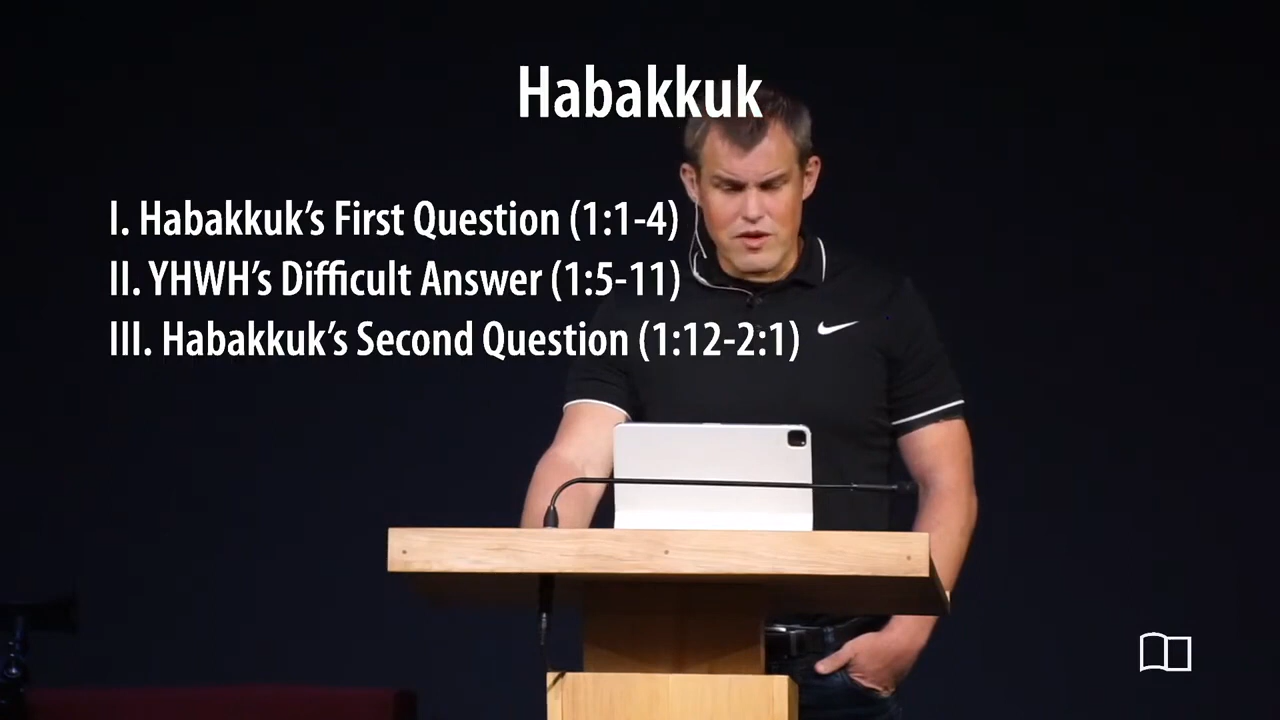 Habakkuk
I. Habakkuk’s First Question (1:1-4)
II. YHWH’s Difficult Answer (1:5-11)
III. Habakkuk’s Second Question (1:12-2:1)